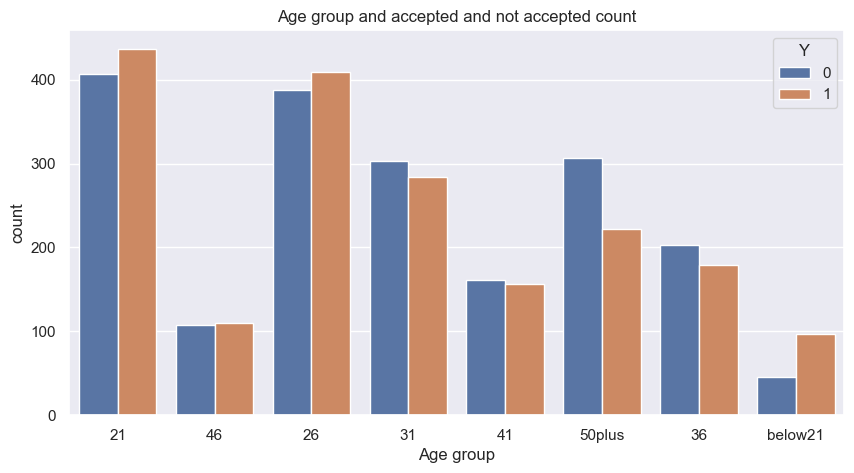 Age group and accepted and not accepted count
Y
0
1
400
300
200
100
0
count
21 46 26 31 41 50plus 36 below21
Age group